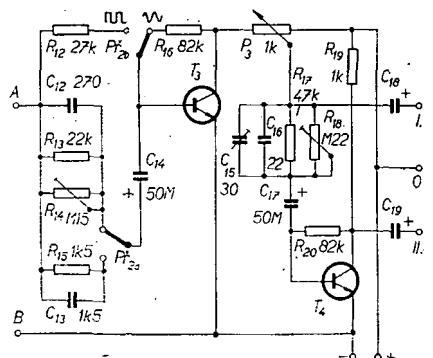 R12 27k
Př2b
R16 82k
P3
1k
R19
1k
C12 270
T3
R17
47k
C18
+
A
I.
R13 22k
C16
22
R18
M22
C14
+
50M
C15
30
R14 M15
C17
50M
+
0
C19
+
R15 1k5
Př2a
R20 82k
II.
C13 1k5
T4
B
- +